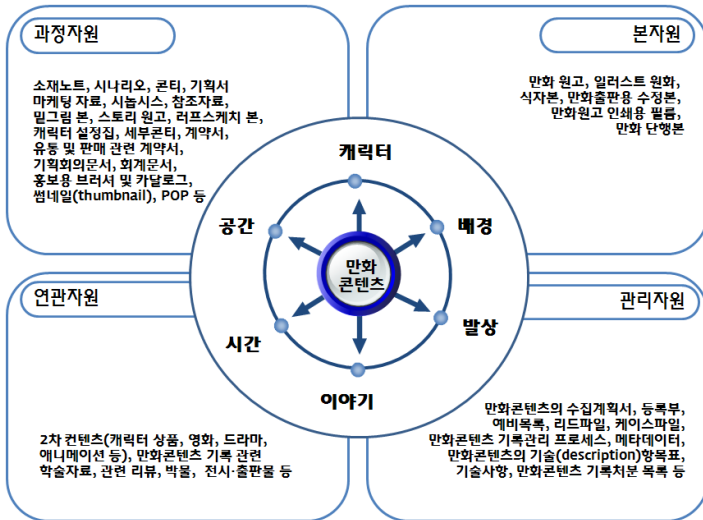 과정자원
소재노트, 시나리오, 콘티, 기획서
마케팅 자료, 시놉시스, 참조자료,
밑그림 본, 스토리 원고, 러프스케치 본,
캐릭터 설정집, 세부콘티, 계약서,
유통 및 판매 관련 계약서,
기획회의문서, 회계문서,
홍보용 브러셔 및 카달로그,
썸네일(thumbnail), POP 등
본자원
만화 원고, 일러스트 원화,
식자본, 만화출판용 수정본,
만화원고 인쇄용 필름,
만화 단행본
캐릭터
공간
배경
만화
콘텐츠
시간
발상
이야기
연관자원
2차 컨텐츠(캐릭터 상품, 영화, 드라마,
애니메이션 등), 만화콘텐츠 기록 관련
학술자료, 관련 리뷰, 박물, 전시·출판물 등
관리자원
만화콘텐츠의 수집계획서, 등록부,
예비목록, 리드파일, 케이스파일,
만화콘텐츠 기록관리 프로세스, 메타데이터,
만화콘텐츠의 기술(description)항목표,
기술사항, 만화콘텐츠 기록처분 목록 등